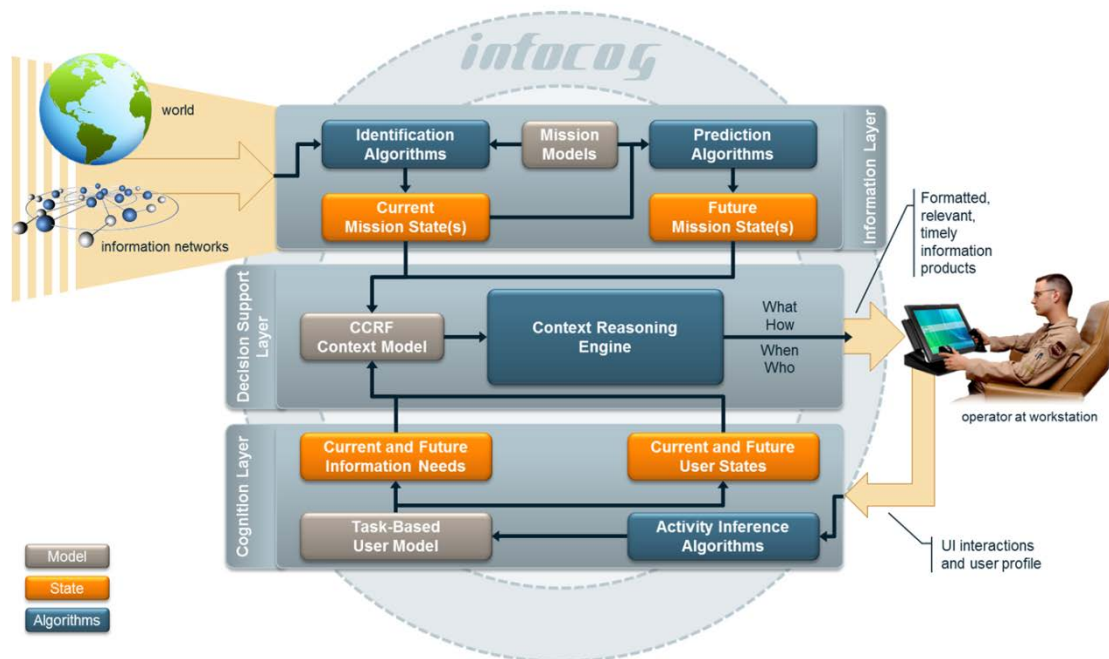 infocog
world
information networks
Identification
Algorithms
Mission
Models
Prediction
Algorithms
Current
Mission State(s)
Future
Mission State(s)
Information Layer
Formatted,
relevant,
timely
information
products
Decision Support
Layer
CCRF
Context Model
Context Reasoning
Engine
What
How
When
Who
operator at workstation
Cognition Layer
Current and Future
Information Needs
Current and Future
User States
Task-Based
User Model
Activity Inference
Algorithms
UI interactions
and user profile
Model
State
Algorithms